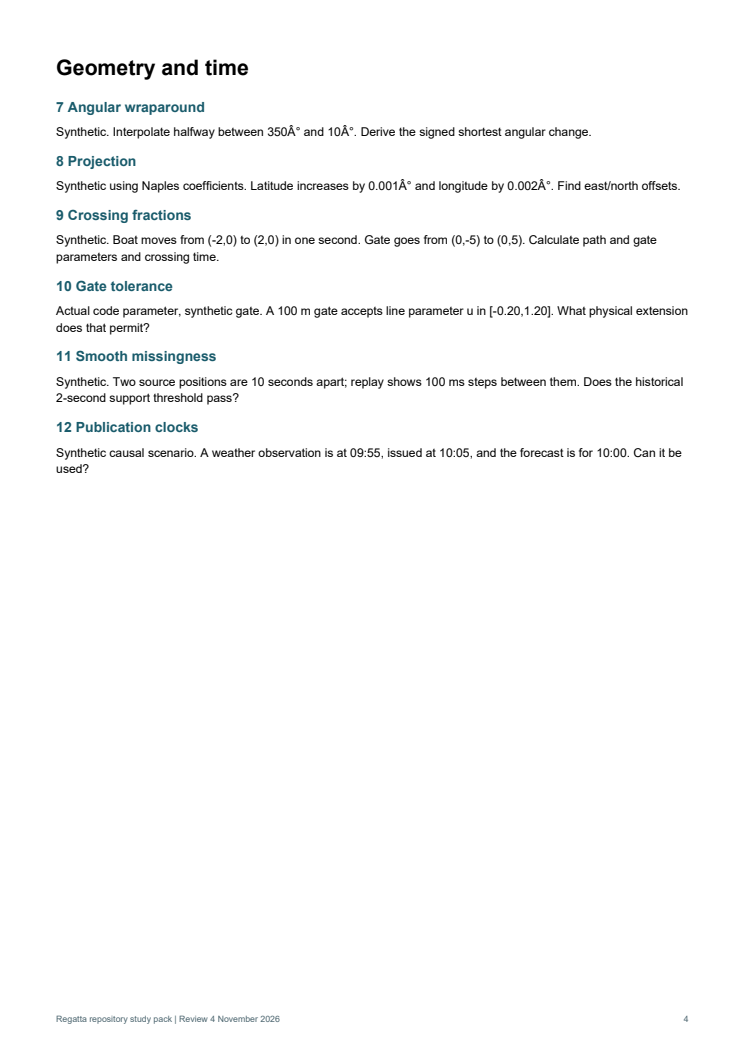 Geometry and time
7 Angular wraparound
Synthetic. Interpolate halfway between 350Â° and 10Â°. Derive the signed shortest angular change.
8 Projection
Synthetic using Naples coefficients. Latitude increases by 0.001Â° and longitude by 0.002Â°. Find east/north offsets.
9 Crossing fractions
Synthetic. Boat moves from (-2,0) to (2,0) in one second. Gate goes from (0,-5) to (0,5). Calculate path and gate
parameters and crossing time.
10 Gate tolerance
Actual code parameter, synthetic gate. A 100 m gate accepts line parameter u in [-0.20,1.20]. What physical extension
does that permit?
11 Smooth missingness
Synthetic. Two source positions are 10 seconds apart; replay shows 100 ms steps between them. Does the historical
2-second support threshold pass?
12 Publication clocks
Synthetic causal scenario. A weather observation is at 09:55, issued at 10:05, and the forecast is for 10:00. Can it be
used?
Regatta repository study pack | Review 4 November 2026 4